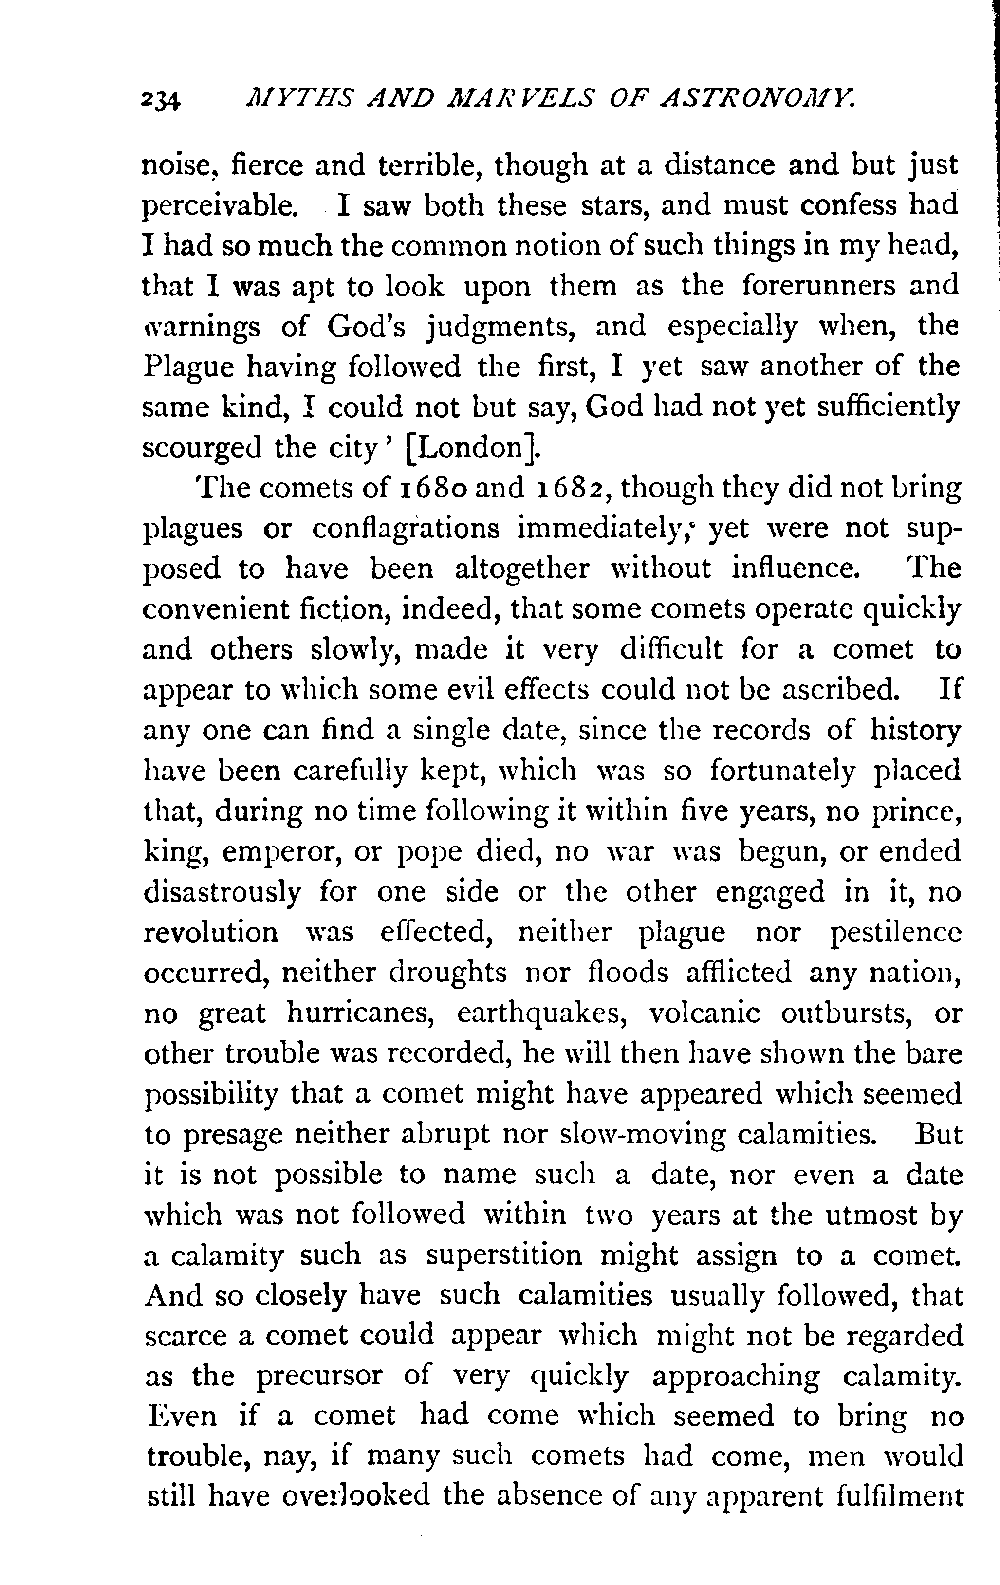 234 MYTHS AND MARVELS OF ASTRONOMY.
noise, fierce and terrible, though at a distance and but just
perceivable. I saw both these stars, and must confess had
I had so much the common notion of such things in my head,
that I was apt to look upon them as the forerunners and
warnings of God's judgments, and especially when, the
Plague having followed the first, I yet saw another of the
same kind, I could not but say, God had not yet sufficiently
scourged the city' [London].
The comets of 1680 and 1682, though they did not bring
plagues or conflagrations immediately, yet were not sup-
posed to have been altogether without influence. The
convenient fiction, indeed, that some comets operate quickly
and others slowly, made it very difficult for a comet to
appear to which some evil effects could not be ascribed. If
any one can find a single date, since the records of history
have been carefully kept, which was so fortunately placed
that, during no time following it within five years, no prince,
king, emperor, or pope died, no war was begun, or ended
disastrously for one side or the other engaged in it, no
revolution was effected, neither plague nor pestilence
occurred, neither droughts nor floods afflicted any nation,
no great hurricanes, earthquakes, volcanic outbursts, or
other trouble was recorded, he will then have shown the bare
possibility that a comet might have appeared which seemed
to presage neither abrupt nor slow-moving calamities. But
it is not possible to name such a date, nor even a date
which was not followed within two years at the utmost by
a calamity such as superstition might assign to a comet.
And so closely have such calamities usually followed, that
scarce a comet could appear which might not be regarded
as the precursor of very quickly approaching calamity.
Even if a comet had come which seemed to bring no
trouble, nay, if many such comets had come, men would
still have overlooked the absence of any apparent fulfilment